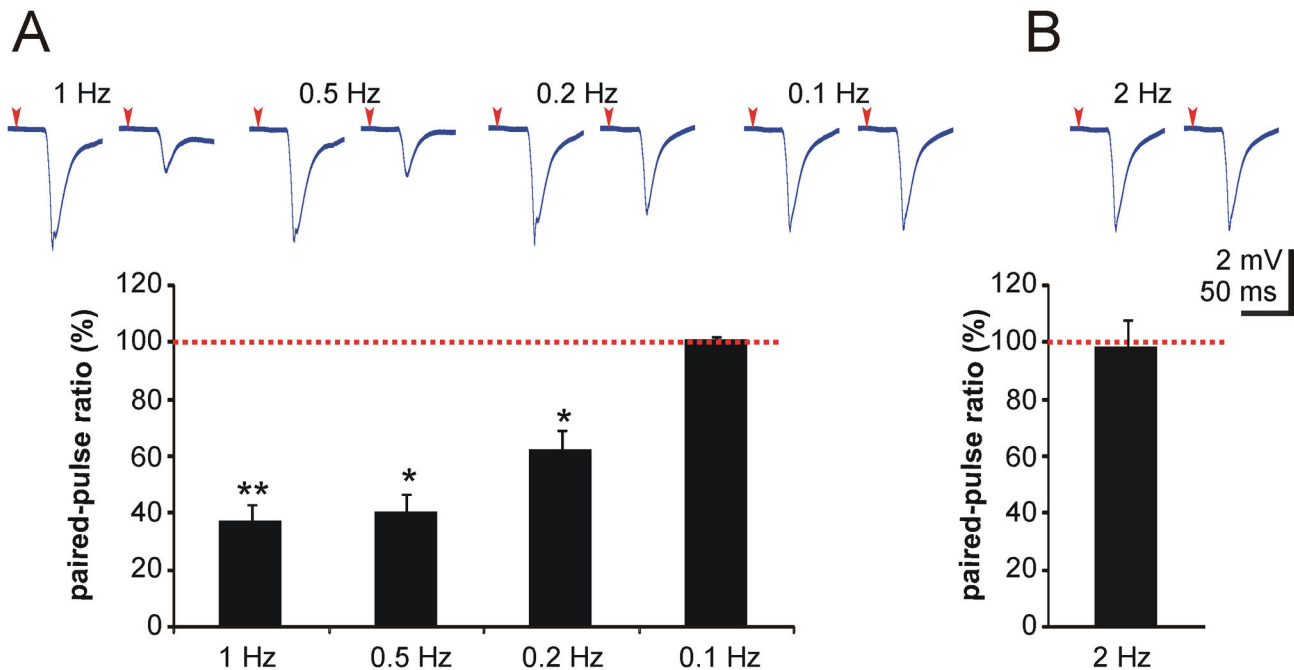 A
B
1 Hz
0.5 Hz
0.2 Hz
0.1 Hz
2 Hz
2 mV
50 ms
paired-pulse ratio (%)
120
100
80
60
40
20
0
**
*
*
1 Hz
0.5 Hz
0.2 Hz
0.1 Hz
paired-pulse ratio (%)
120
100
80
60
40
20
0
2 Hz